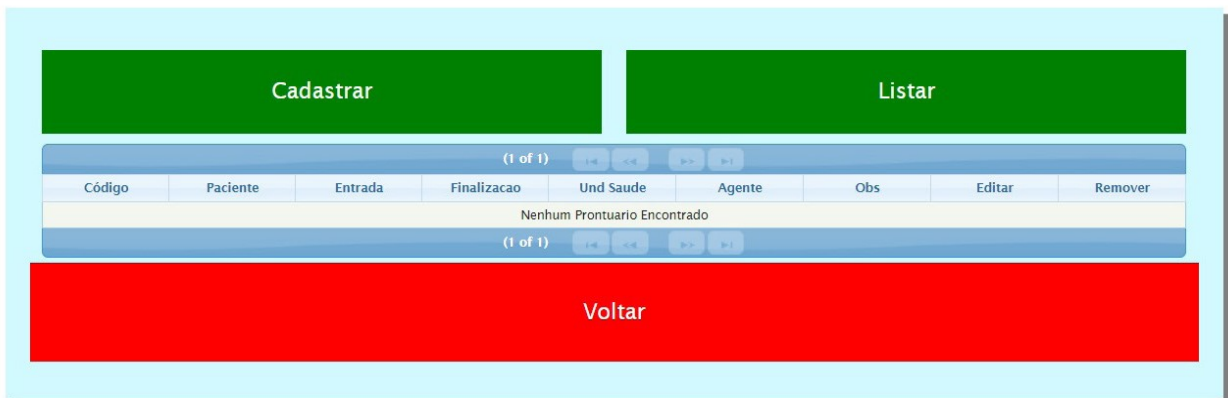 Cadastrar Listar
(1 of 1)
Código Paciente Entrada Finalizacao Und Saude Agente Obs Editar Remover
Nenhum Prontuario Encontrado
(1 of 1)
Voltar